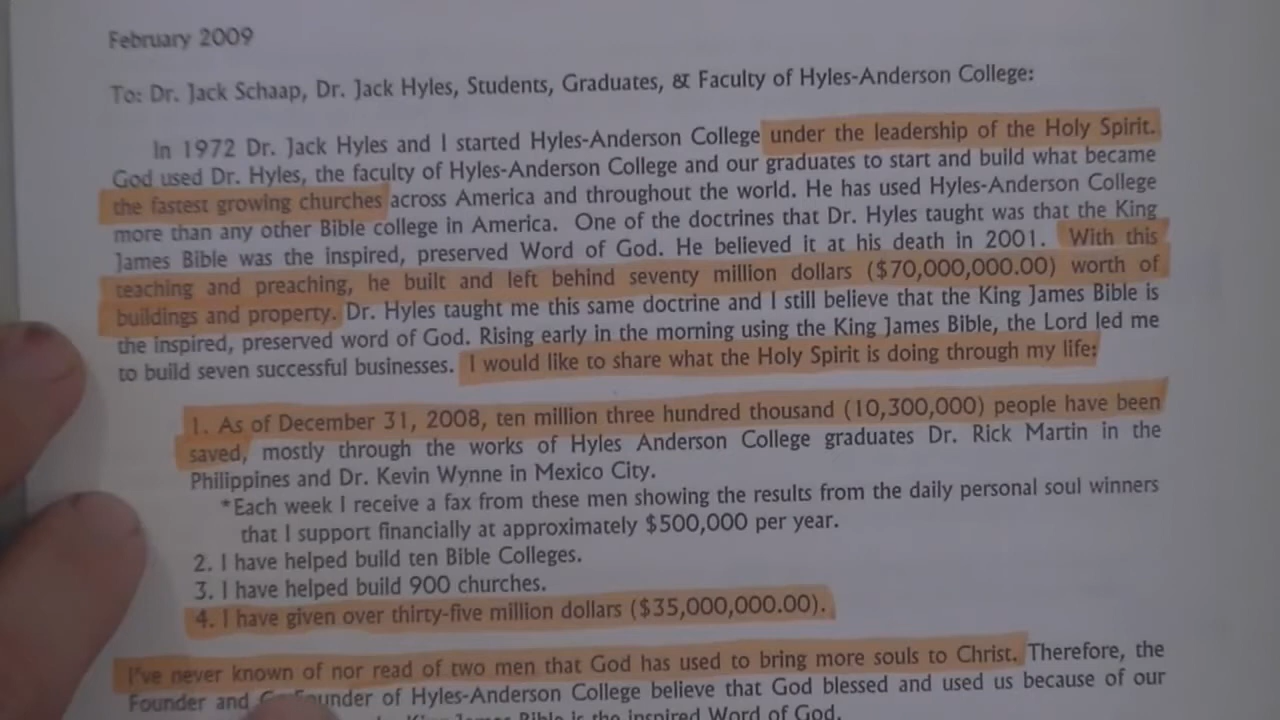 February 2009
To: Dr. Jack Schaap, Dr. Jack Hyles, Students, Graduates, & Faculty of Hyles-Anderson College:
In 1972 Dr. Jack Hyles and I started Hyles-Anderson College under the leadership of the Holy Spirit.
God used Dr. Hyles, the faculty of Hyles-Anderson College and our graduates to start and build what became
the fastest growing churches across America and throughout the world. He has used Hyles-Anderson College
more than any other Bible college in America. One of the doctrines that Dr. Hyles taught was that the King
James Bible was the inspired, preserved Word of God. He believed it at his death in 2001. With this
teaching and preaching, he built and left behind seventy million dollars ($70,000,000.00) worth of
buildings and property. Dr. Hyles taught me this same doctrine and I still believe that the King James Bible is
the inspired, preserved word of God. Rising early in the morning using the King James Bible, the Lord led me
to build seven successful businesses. I would like to share what the Holy Spirit is doing through my life:
1. As of December 31, 2008, ten million three hundred thousand (10,300,000) people have been
saved, mostly through the works of Hyles Anderson College graduates Dr. Rick Martin in the
Philippines and Dr. Kevin Wynne in Mexico City.
*Each week I receive a fax from these men showing the results from the daily personal soul winners
that I support financially at approximately $500,000 per year.
2. I have helped build ten Bible Colleges.
3. I have helped build 900 churches.
4. I have given over thirty-five million dollars ($35,000,000.00).
I've never known of nor read of two men that God has used to bring more souls to Christ. Therefore, the
Founder and of Hyles-Anderson College believe that God blessed and used us because of our
King James Bible is the inspired Word of God.